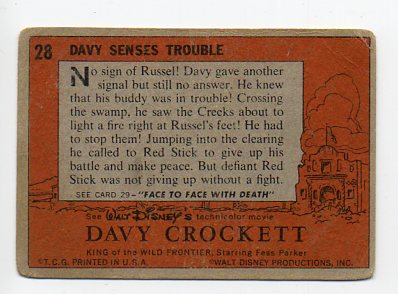 28 DAVY SENSES TROUBLE
No sign of Russel! Davy gave another
signal but still no answer. He knew
that his buddy was in trouble! Crossing
the swamp, he saw the Creeks about to
light a fire right at Russel's feet! He had
to stop them! Jumping into the clearing
he called to Red Stick to give up his
battle and make peace. But defiant Red
Stick was not giving up without a fight.
SEE CARD 29—"FACE TO FACE WITH DEATH"
See WALT DISNEY'S technicolor movie
DAVY CROCKETT
KING of the WILD FRONTIER, Starring Fess Parker
©T.C.G. PRINTED IN U.S.A. ©WALT DISNEY PRODUCTIONS, INC.